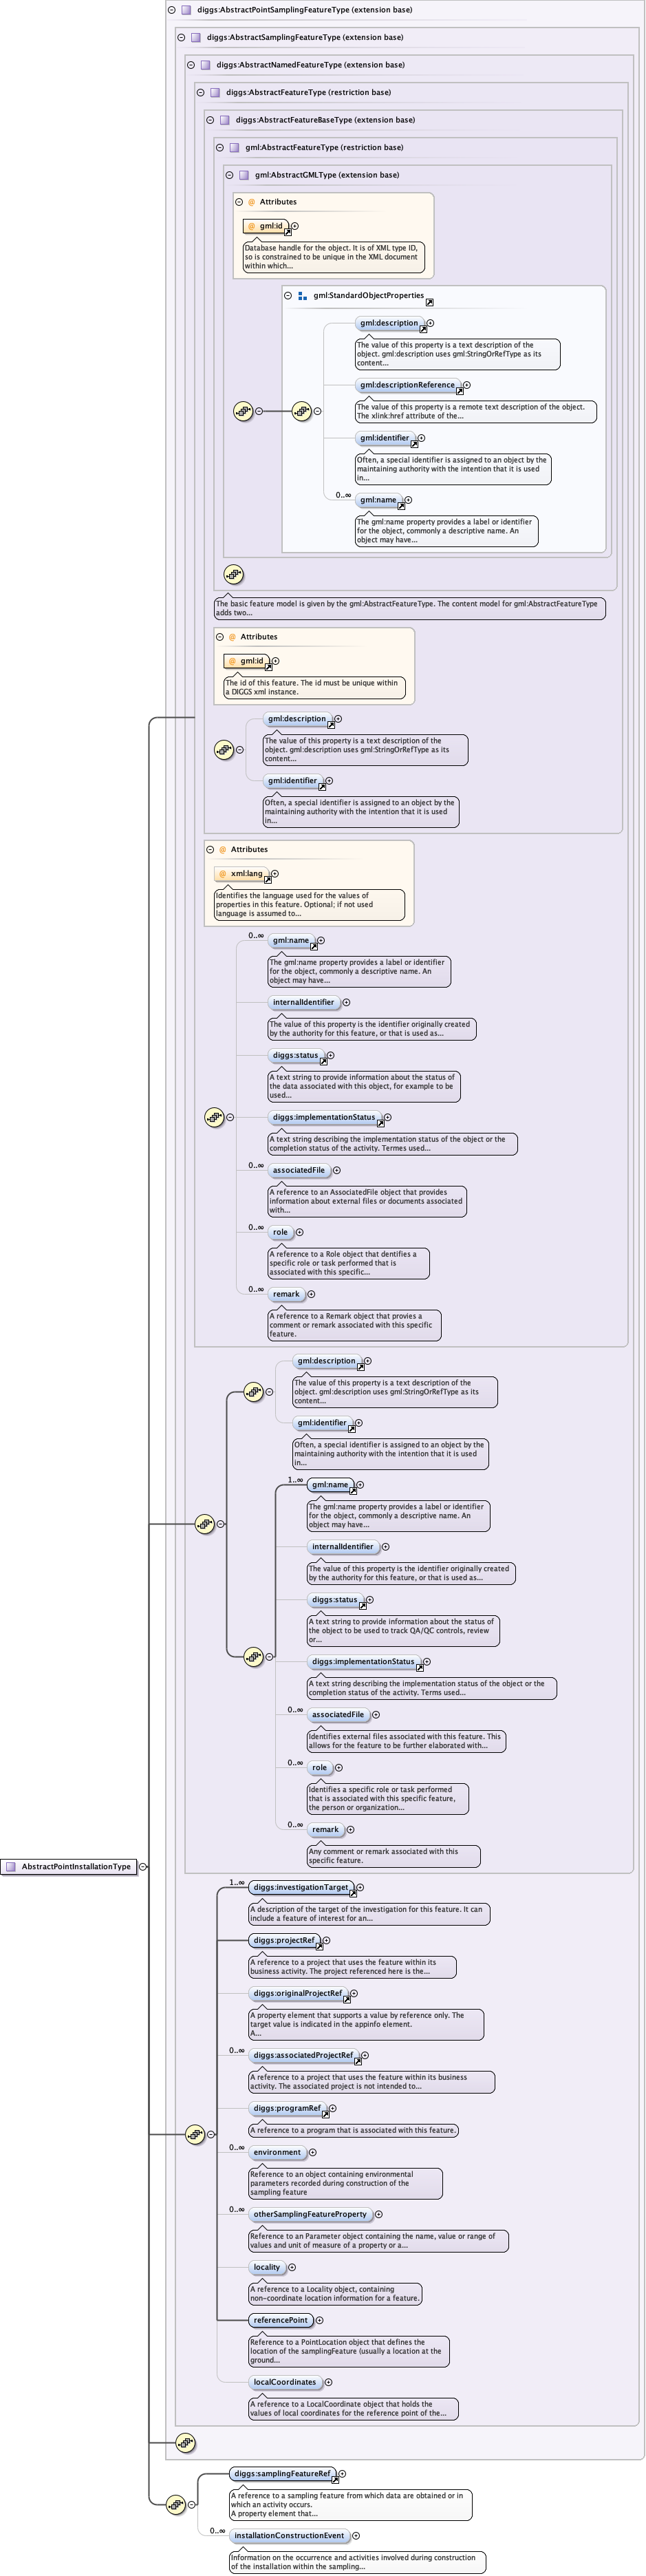 diggs:AbstractPointSamplingFeatureType (extension base)
diggs:AbstractSamplingFeatureType (extension base)
diggs:AbstractNamedFeatureType (extension base)
diggs:AbstractFeatureType (restriction base)
diggs:AbstractFeatureBaseType (extension base)
gml:AbstractFeatureType (restriction base)
gml:AbstractGMLType (extension base)
@ Attributes
@ gml:id
Database handle for the object. It is of XML type ID,
so is constrained to be unique in the XML document
within which...
gml:StandardObjectProperties
gml:description
The value of this property is a text description of the
object. gml:description uses gml:StringOrRefType as its
content...
gml:descriptionReference
The value of this property is a remote text description of the object.
The xlink:href attribute of the...
gml:identifier
Often, a special identifier is assigned to an object by the
maintaining authority with the intention that it is used
in...
0..∞
gml:name
The gml:name property provides a label or identifier
for the object, commonly a descriptive name. An
object may have...
The basic feature model is given by the gml:AbstractFeatureType. The content model for gml:AbstractFeatureType
adds two...
@ Attributes
@ gml:id
The id of this feature. The id must be unique within
a DIGGS xml instance.
gml:description
The value of this property is a text description of the
object. gml:description uses gml:StringOrRefType as its
content...
gml:identifier
Often, a special identifier is assigned to an object by the
maintaining authority with the intention that it is used
in...
@ Attributes
@ xml:lang
Identifies the language used for the values of
properties in this feature. Optional; if not used
language is assumed to...
0..∞
gml:name
The gml:name property provides a label or identifier
for the object, commonly a descriptive name. An
object may have...
internalIdentifier
The value of this property is the identifier originally created
by the authority for this feature, or that is used as...
diggs:status
A text string to provide information about the status of
the data associated with this object, for example to be
used...
diggs:implementationStatus
A text string describing the implementation status of the object or the
completion status of the activity. Termes used...
0..∞
associatedFile
A reference to an AssociatedFile object that provides
information about external files or documents associated
with...
0..∞
role
A reference to a Role object that dentifies a
specific role or task performed that is
associated with this specific...
0..∞
remark
A reference to a Remark object that provies a
comment or remark associated with this specific
feature.
gml:description
The value of this property is a text description of the
object. gml:description uses gml:StringOrRefType as its
content...
gml:identifier
Often, a special identifier is assigned to an object by the
maintaining authority with the intention that it is used
in...
1..∞
gml:name
The gml:name property provides a label or identifier
for the object, commonly a descriptive name. An
object may have...
internalIdentifier
The value of this property is the identifier originally created
by the authority for this feature, or that is used as...
diggs:status
A text string to provide information about the status of
the object to be used to track QA/QC controls, review
or...
diggs:implementationStatus
A text string describing the implementation status of the object or the
completion status of the activity. Terms used...
0..∞
associatedFile
Identifies external files associated with this feature. This
allows for the feature to be further elaborated with...
0..∞
role
Identifies a specific role or task performed
that is associated with this specific feature,
the person or organization...
0..∞
remark
Any comment or remark associated with this
specific feature.
AbstractPointInstallationType
1..∞
diggs:investigationTarget
A description of the target of the investigation for this feature. It can
include a feature of interest for an...
diggs:projectRef
A reference to a project that uses the feature within its
business activity. The project referenced here is the...
diggs:originalProjectRef
A property element that supports a value by reference only. The
target value is indicated in the appinfo element.
A...
0..∞
diggs:associatedProjectRef
A reference to a project that uses the feature within its business
activity. The associated project is not intended to...
diggs:programRef
A reference to a program that is associated with this feature.
0..∞
environment
Reference to an object containing environmental
parameters recorded during construction of the
sampling feature
0..∞
otherSamplingFeatureProperty
Reference to an Parameter object containing the name, value or range of
values and unit of measure of a property or a...
locality
A reference to a Locality object, containing
non-coordinate location information for a feature.
referencePoint
Reference to a PointLocation object that defines the
location of the samplingFeature (usually a location at the
ground...
localCoordinates
A reference to a LocalCoordinate object that holds the
values of local coordinates for the reference point of the...
diggs:samplingFeatureRef
A reference to a sampling feature from which data are obtained or in
which an activity occurs.
A property element that...
0..∞
installationConstructionEvent
Information on the occurrence and activities involved during construction
of the installation within the sampling...